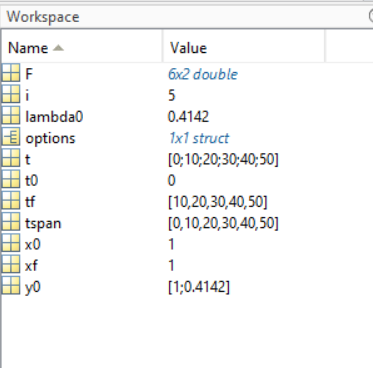 Workspace
Name Value
F 6x2 double
i 5
lambda0 0.4142
options 1x1 struct
t [0;10;20;30;40;50]
t0 0
tf [10,20,30,40,50]
tspan [0,10,20,30,40,50]
x0 1
xf 1
y0 [1;0.4142]